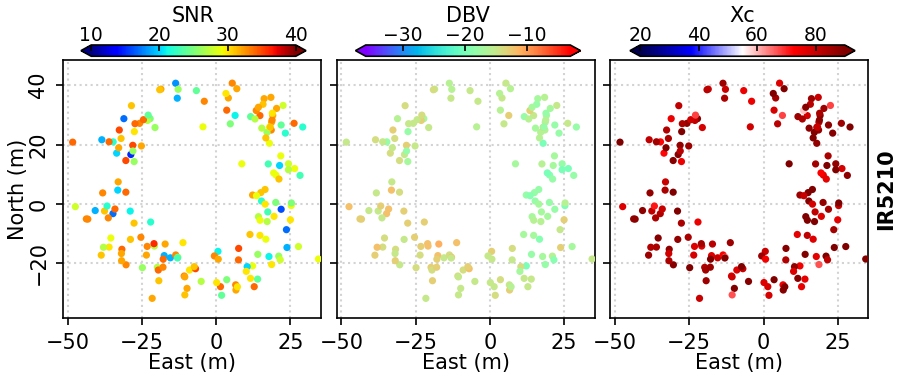 SNR DBV Xc
10 20 30 40 −30 −20 −10 20 40 60 80
40
20
0
−20
North (m)
−50 −25 0 25 −50 −25 0 25 −50 −25 0 25
East (m) East (m) East (m)
IR5210